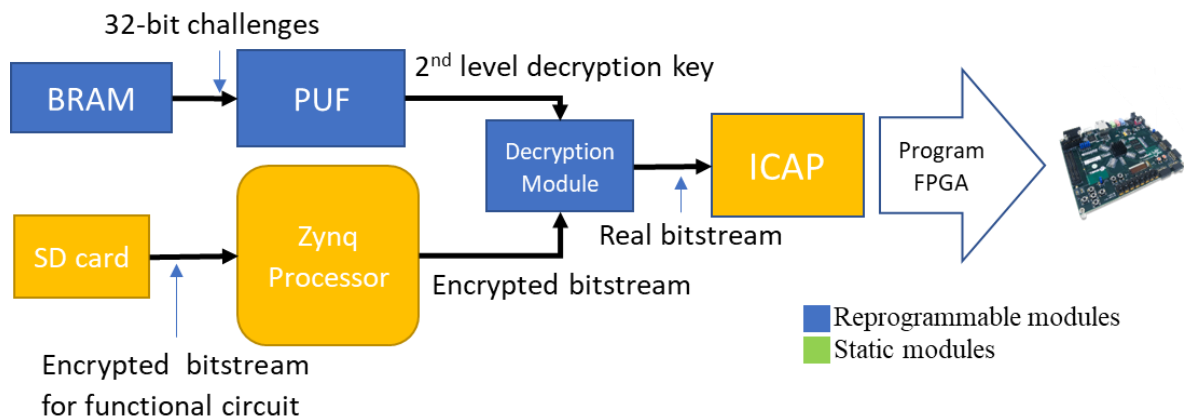 32-bit challenges
BRAM
PUF
2nd level decryption key
Decryption
Module
ICAP
Program
FPGA
SD card
Zynq
Processor
Real bitstream
Encrypted bitstream
Encrypted bitstream
for functional circuit
Reprogrammable modules
Static modules